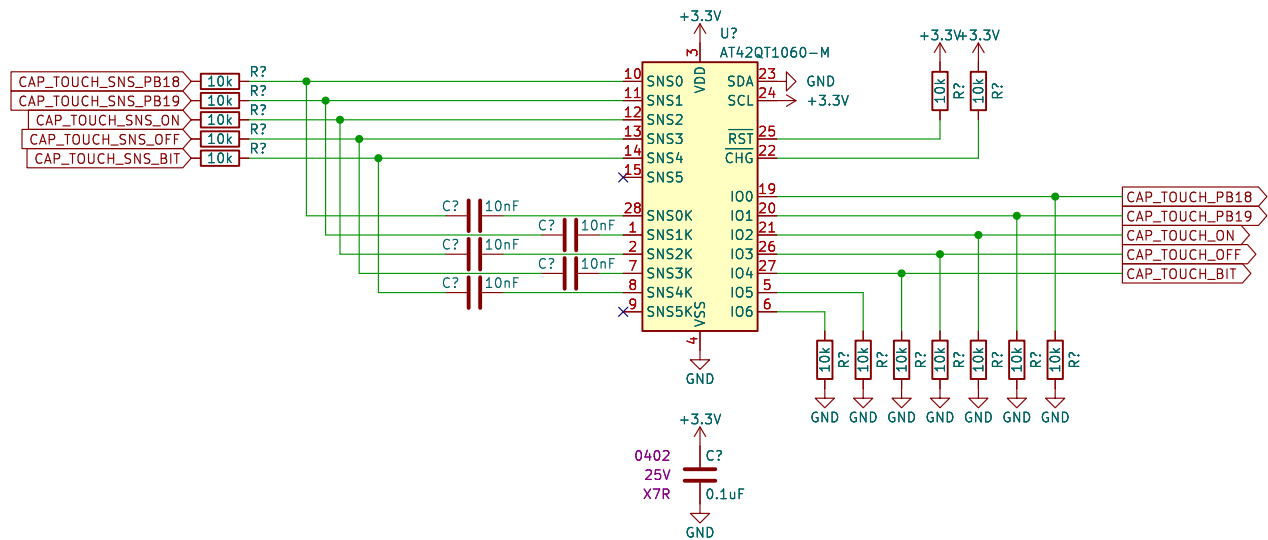 +3.3V
U?
AT42QT1060-M
+3.3V
+3.3V
CAP_TOUCH_SNS_PB18 10k R?
CAP_TOUCH_SNS_PB19 10k R?
CAP_TOUCH_SNS_ON 10k R?
CAP_TOUCH_SNS_OFF 10k R?
CAP_TOUCH_SNS_BIT 10k R?
3 VDD
10 SNS0 SDA 23 GND
11 SNS1 SCL 24 +3.3V
12 SNS2
13 SNS3 RST 25
14 SNS4 CHG 22
15 SNS5
10k R? 10k R?
IO0 19 CAP_TOUCH_PB18
C? 10nF 28 SNS0K IO1 20 CAP_TOUCH_PB19
C? 10nF 1 SNS1K IO2 21 CAP_TOUCH_ON
C? 10nF 2 SNS2K IO3 26 CAP_TOUCH_OFF
C? 10nF 7 SNS3K IO4 27 CAP_TOUCH_BIT
C? 10nF 8 SNS4K IO5 5
9 SNS5K IO6 6
VSS 4
GND
10k R? 10k R? 10k R? 10k R? 10k R? 10k R? 10k R?
GND GND GND GND GND GND GND
+3.3V
0402 C?
25V
X7R 0.1uF
GND